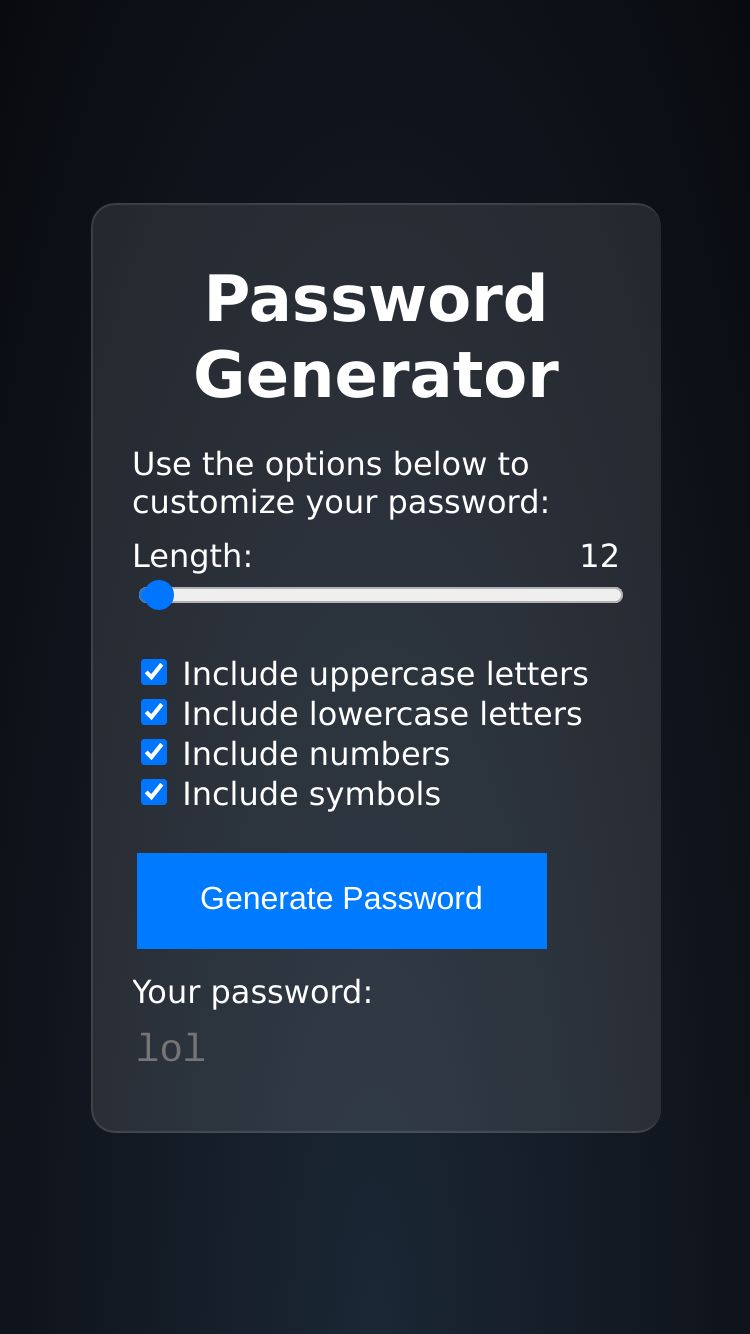 Password
Generator
Use the options below to
customize your password:
Length: 12
Include uppercase letters
Include lowercase letters
Include numbers
Include symbols
Generate Password
Your password:
lol